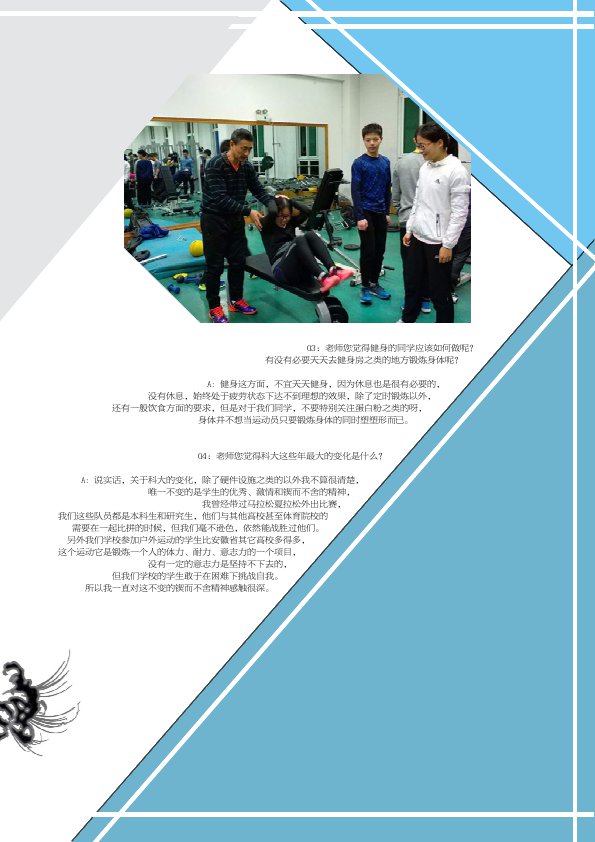 03：老师您觉得健身的同学应该如何做呢?
有没有必要天天去健身房之类的地方锻炼身体呢?
A: 健身这方面，不宜天天健身，因为休息也是很有必要的，
没有休息，始终处于疲劳状态下达不到理想的效果，除了定时锻炼以外，
还有一般饮食方面的要求，但是对于我们同学，不要特别关注蛋白粉之类的呀，
身体并不想当运动员只要锻炼身体的同时塑塑形而已。
04：老师您觉得科大这些年最大的变化是什么?
A: 说实话，关于科大的变化，除了硬件设施之类的以外我不算很清楚，
唯一不变的是学生的优秀、激情和锲而不舍的精神，
我曾经带过马拉松夏拉松外出比赛，
我们这些队员都是本科生和研究生，他们与其他高校甚至体育院校的
需要在一起比拼的时候，但我们毫不逊色，依然能战胜过他们。
另外我们学校参加户外运动的学生比安徽省其它高校多得多，
这个运动它是锻炼一个人的体力、耐力、意志力的一个项目，
没有一定的意志力是坚持不下去的，
但我们学校的学生敢于在困难下挑战自我。
所以我一直对这不变的锲而不舍精神感触很深。